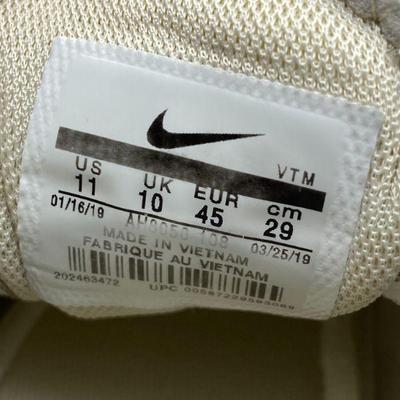 VTM
US UK EUR cm
11 10 45 29
01/16/19 03/25/19
MADE IN VIETNAM
FABRIQUE AU VIETNAM
202463472
UPC